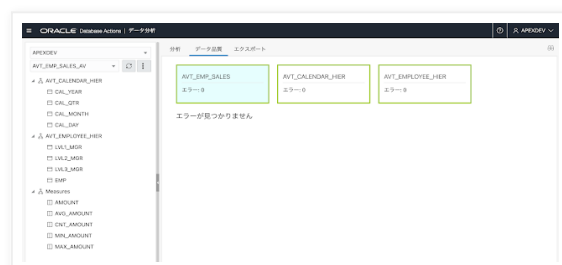 ORACLE Database Actions | データ分析
APEXDEV
APEXDEV
AVT_EMP_SALES_AV
AVT_CALENDAR_HIER
CAL_YEAR
CAL_QTR
CAL_MONTH
CAL_DAY
AVT_EMPLOYEE_HIER
LVL1_MGR
LVL2_MGR
LVL3_MGR
EMP
Measures
AMOUNT
AVG_AMOUNT
CNT_AMOUNT
MIN_AMOUNT
MAX_AMOUNT
分析 データ品質 エクスポート
AVT_EMP_SALES
エラー: 0
AVT_CALENDAR_HIER
エラー: 0
AVT_EMPLOYEE_HIER
エラー: 0
エラーが見つかりません